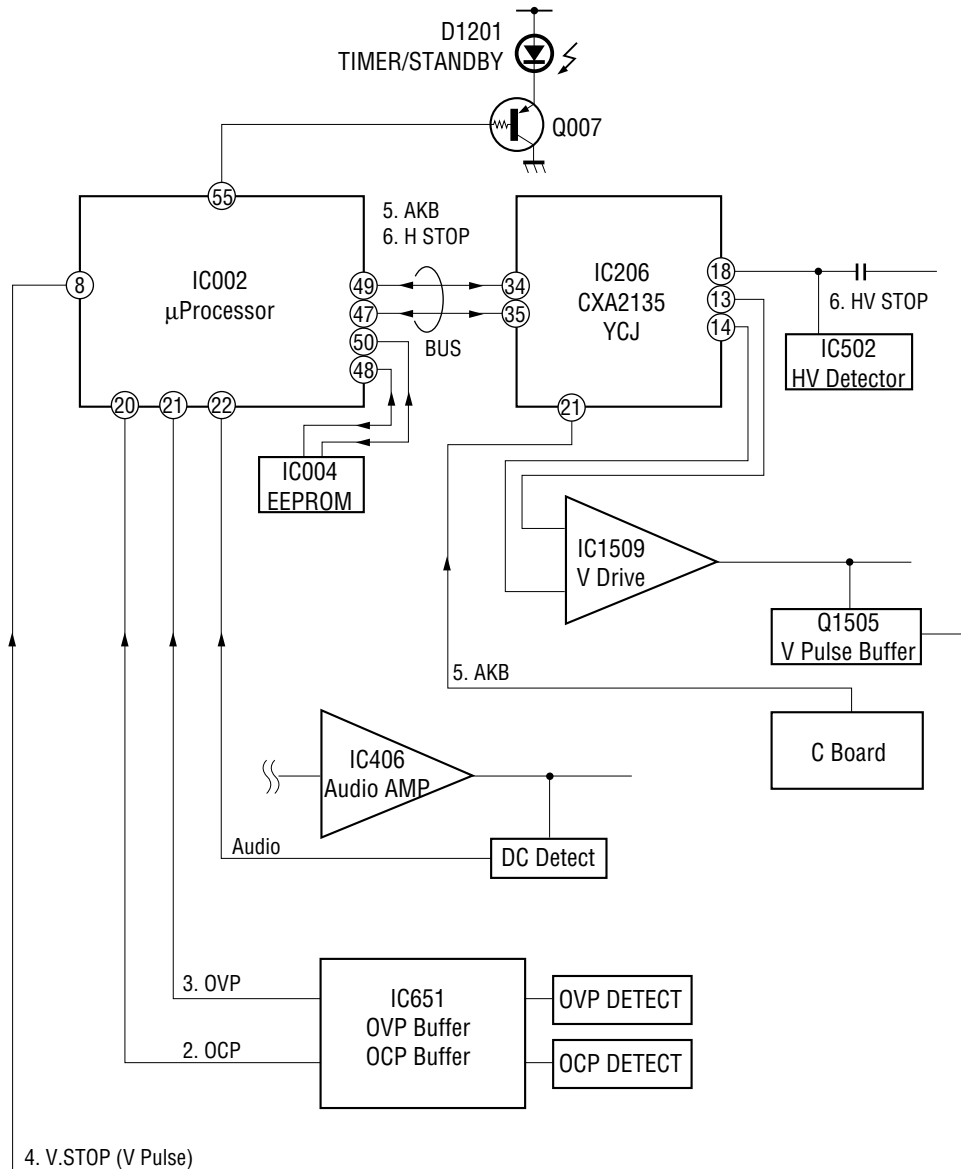 D1201
TIMER/STANDBY
Q007
55
5. AKB
6. H STOP
8
IC002
μProcessor
49
47
50
48
BUS
34
35
IC206
CXA2135
YCJ
18
13
14
6. HV STOP
IC502
HV Detector
20
21
22
21
IC004
EEPROM
IC1509
V Drive
Q1505
V Pulse Buffer
5. AKB
C Board
IC406
Audio AMP
Audio
DC Detect
3. OVP
2. OCP
IC651
OVP Buffer
OCP Buffer
OVP DETECT
OCP DETECT
4. V.STOP (V Pulse)